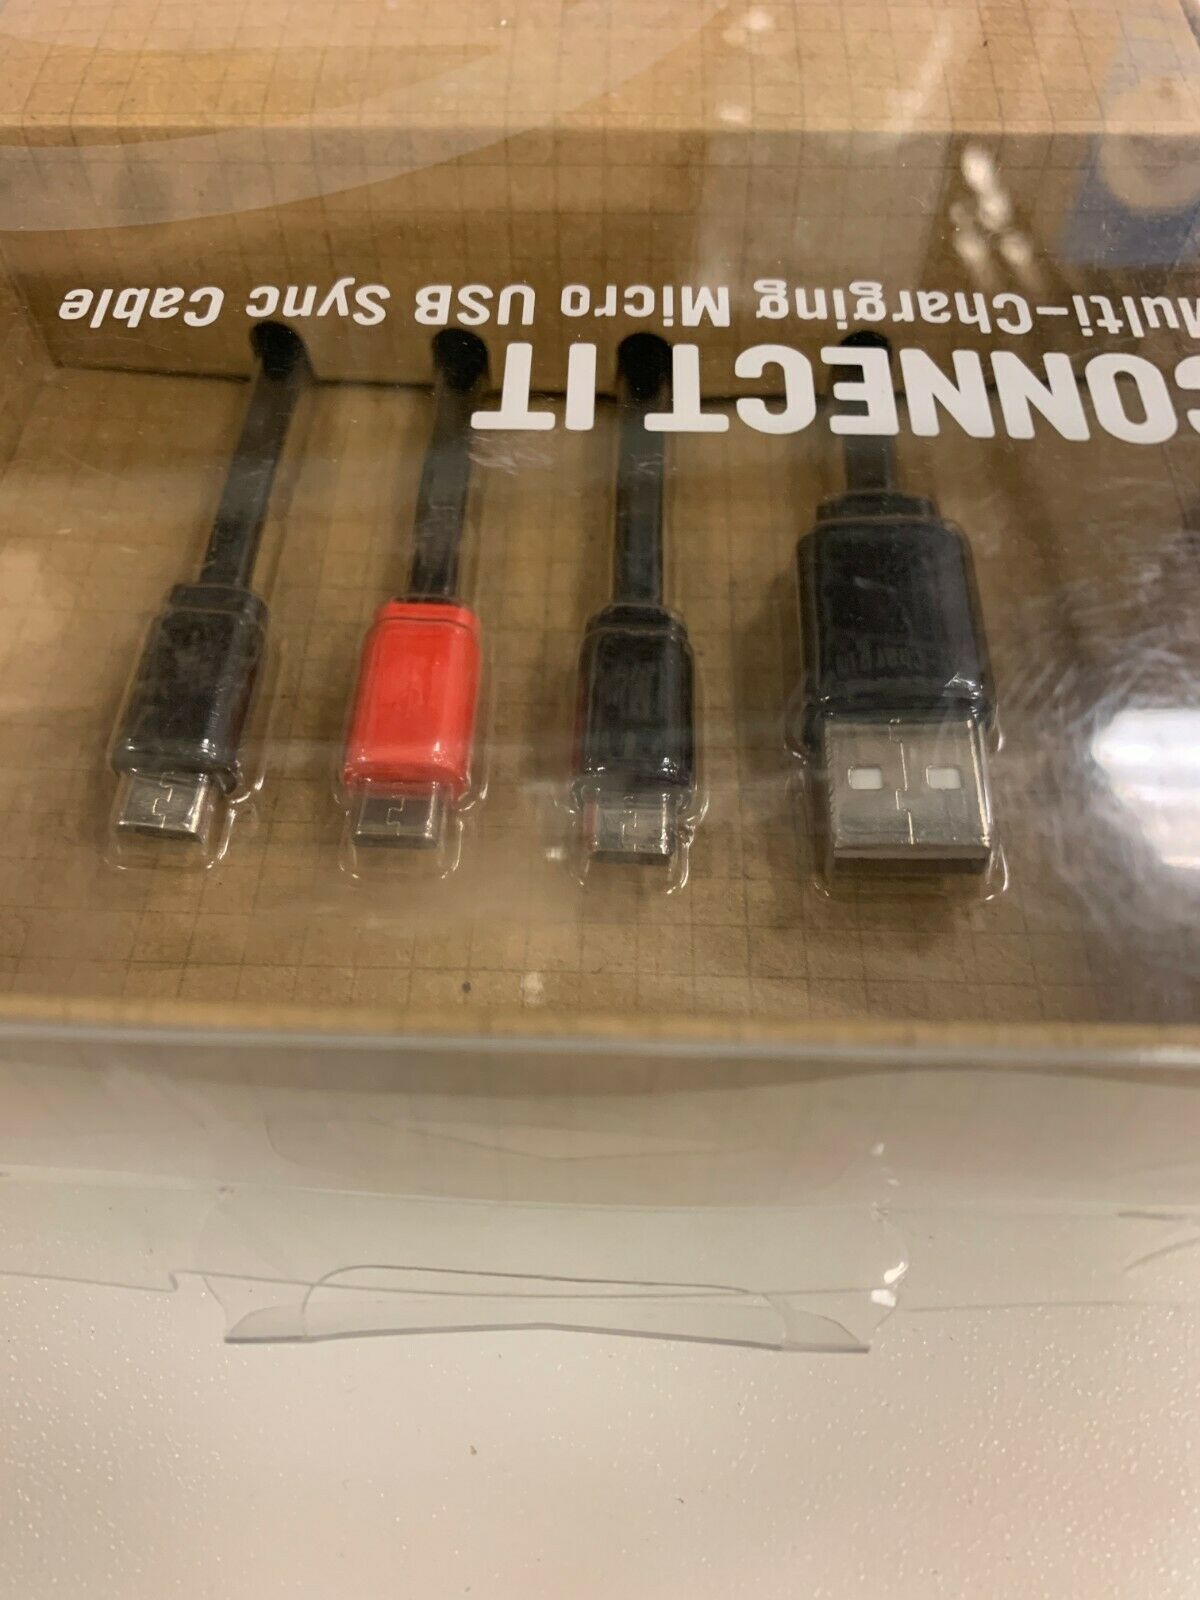 CONNECT IT
Multi-Charging Micro USB Sync Cable